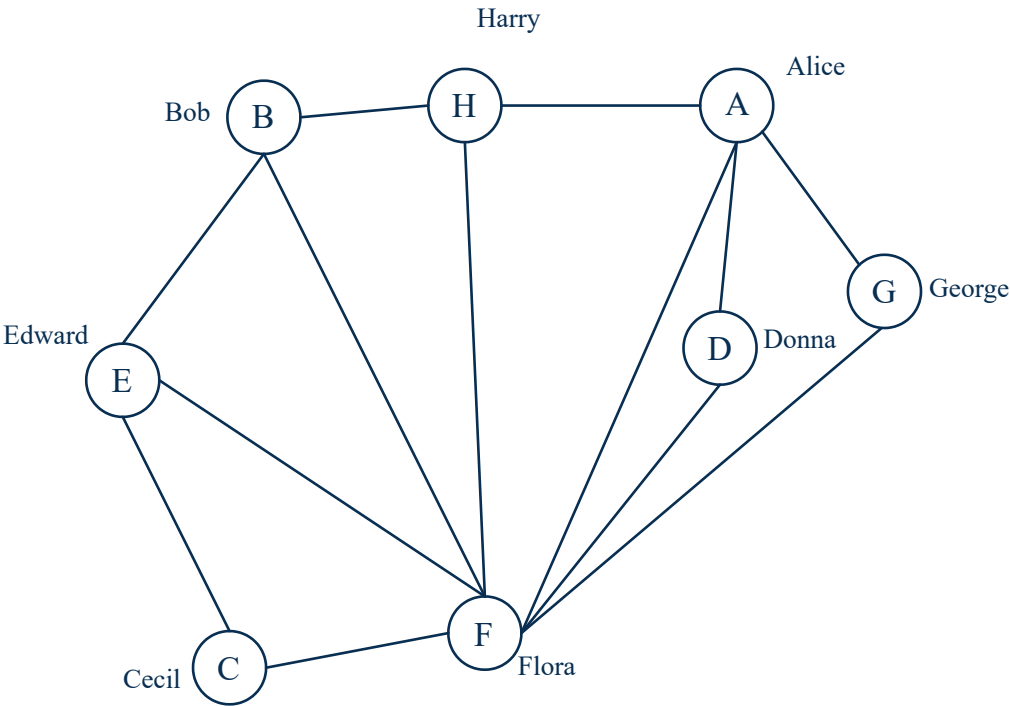 Harry
Alice
Bob
B
H
A
G
George
Edward
E
D
Donna
C
Cecil
F
Flora